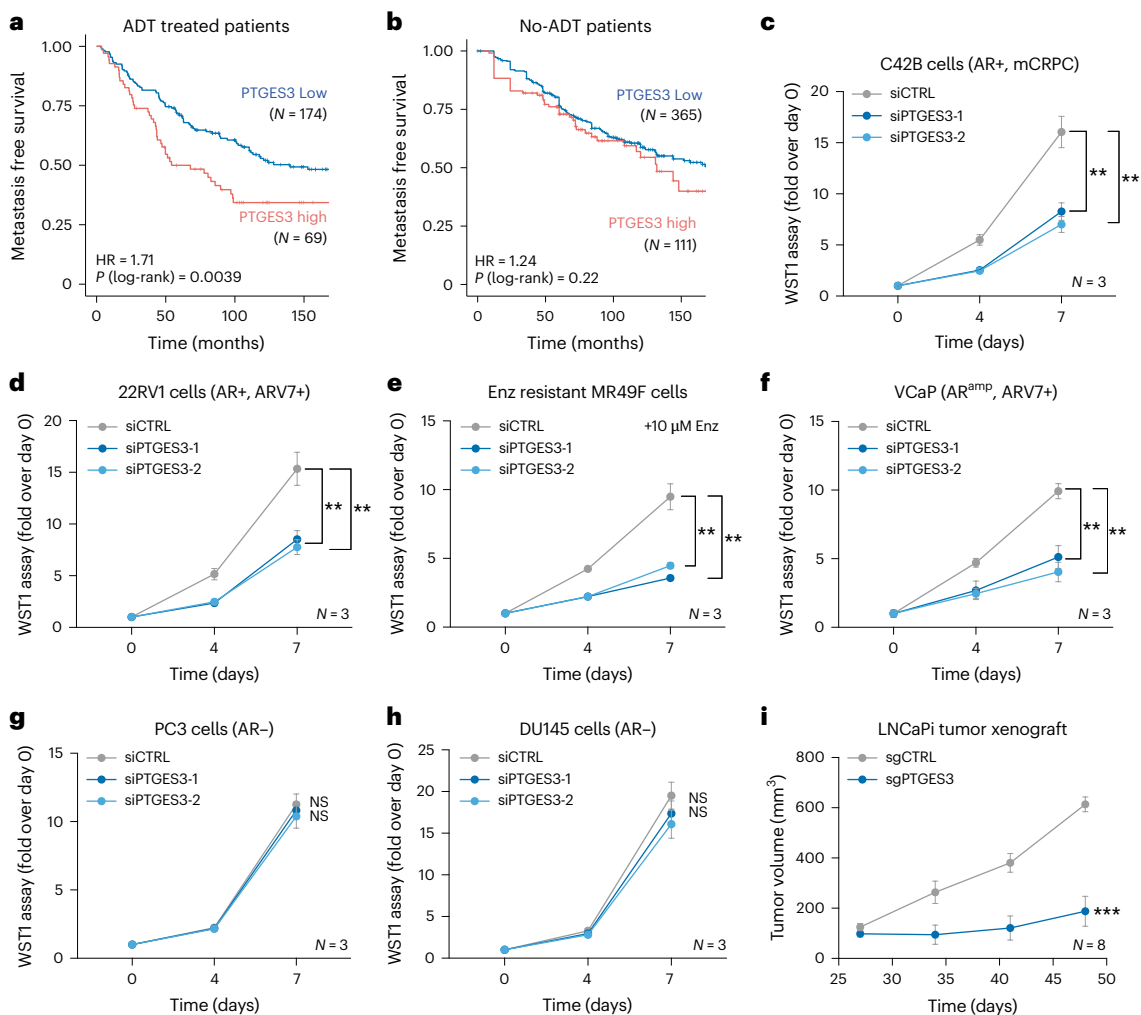 a
ADT treated patients
Metastasis free survival
1.00
0.75
0.50
0.25
0
PTGES3 Low
(N = 174)
PTGES3 high
(N = 69)
HR = 1.71
P (log-rank) = 0.0039
0 50 100 150
Time (months)
b
No-ADT patients
Metastasis free survival
1.00
0.75
0.50
0.25
0
PTGES3 Low
(N = 365)
PTGES3 high
(N = 111)
HR = 1.24
P (log-rank) = 0.22
0 50 100 150
Time (months)
c
C42B cells (AR+, mCRPC)
WST1 assay (fold over day 0)
20
15
10
5
0
siCTRL
siPTGES3-1
siPTGES3-2
** **
N = 3
0 4 7
Time (days)
d
22RV1 cells (AR+, ARV7+)
WST1 assay (fold over day 0)
20
15
10
5
0
siCTRL
siPTGES3-1
siPTGES3-2
** **
N = 3
0 4 7
Time (days)
e
Enz resistant MR49F cells
WST1 assay (fold over day 0)
15
10
5
0
siCTRL
siPTGES3-1
siPTGES3-2
+10 µM Enz
** **
N = 3
0 4 7
Time (days)
f
VCaP (ARamp, ARV7+)
WST1 assay (fold over day 0)
15
10
5
0
siCTRL
siPTGES3-1
siPTGES3-2
** **
N = 3
0 4 7
Time (days)
g
PC3 cells (AR–)
WST1 assay (fold over day 0)
15
10
5
0
siCTRL
siPTGES3-1
siPTGES3-2
NS
NS
N = 3
0 4 7
Time (days)
h
DU145 cells (AR–)
WST1 assay (fold over day 0)
25
20
15
10
5
0
siCTRL
siPTGES3-1
siPTGES3-2
NS
NS
N = 3
0 4 7
Time (days)
i
LNCaPi tumor xenograft
Tumor volume (mm3)
800
600
400
200
0
sgCTRL
sgPTGES3
***
N = 8
25 30 35 40 45 50
Time (days)